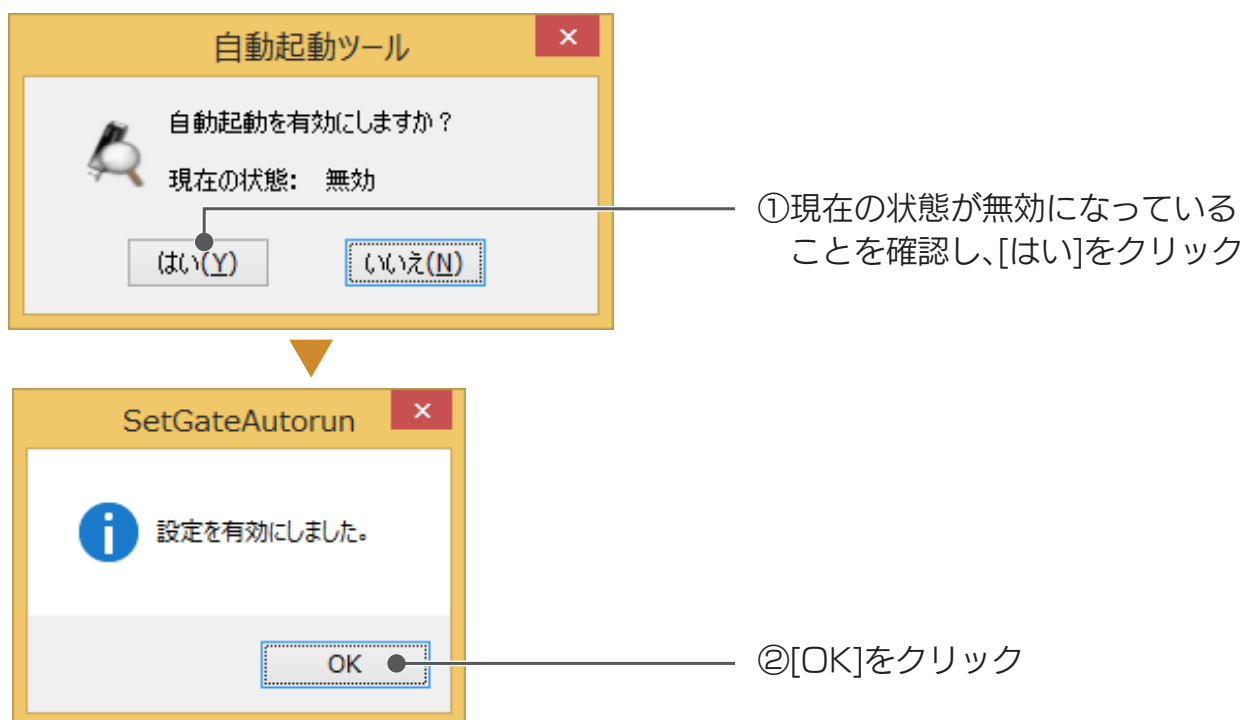 自動起動ツール
自動起動を有効にしますか？
現在の状態： 無効
はい(Y)
いいえ(N)
①現在の状態が無効になっている
ことを確認し、[はい]をクリック
SetGateAutorun
設定を有効にしました。
OK
②[OK]をクリック